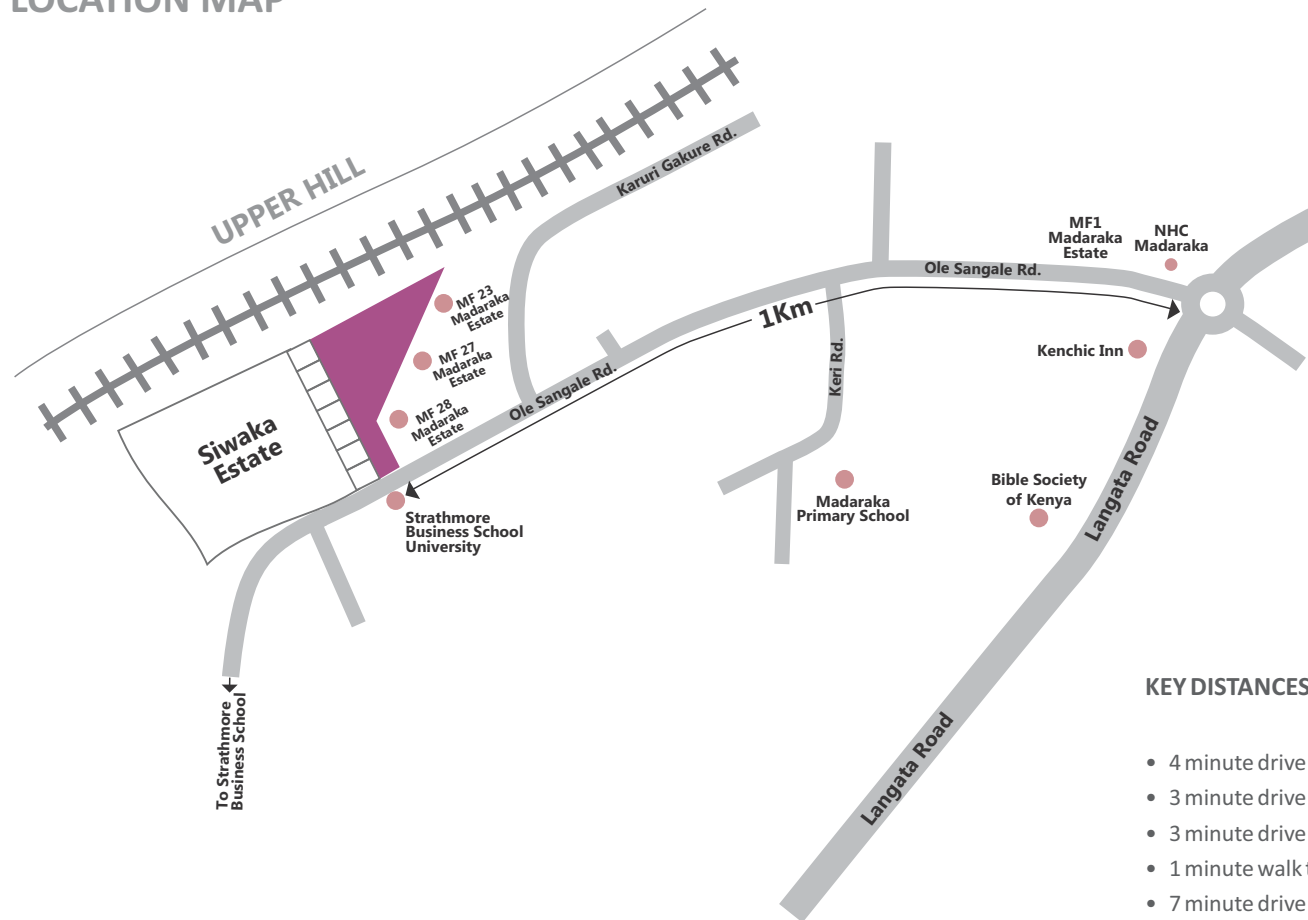 LOCATION MAP
UPPER HILL
Karuri Gakure Rd.
MF 23
Madaraka
Estate
MF 27
Madaraka
Estate
MF 28
Madaraka
Estate
Siwaka
Estate
Ole Sangale Rd.
1Km
Ole Sangale Rd.
MF1
Madaraka
Estate
NHC
Madaraka
Kenchic Inn
Keri Rd.
Langata Road
Bible Society
of Kenya
Madaraka
Primary School
Strathmore
Business School
University
To Strathmore
Business School
Langata Road
KEY DISTANCES
• 4 minute drive
• 3 minute drive
• 3 minute drive
• 1 minute walk
• 7 minute drive